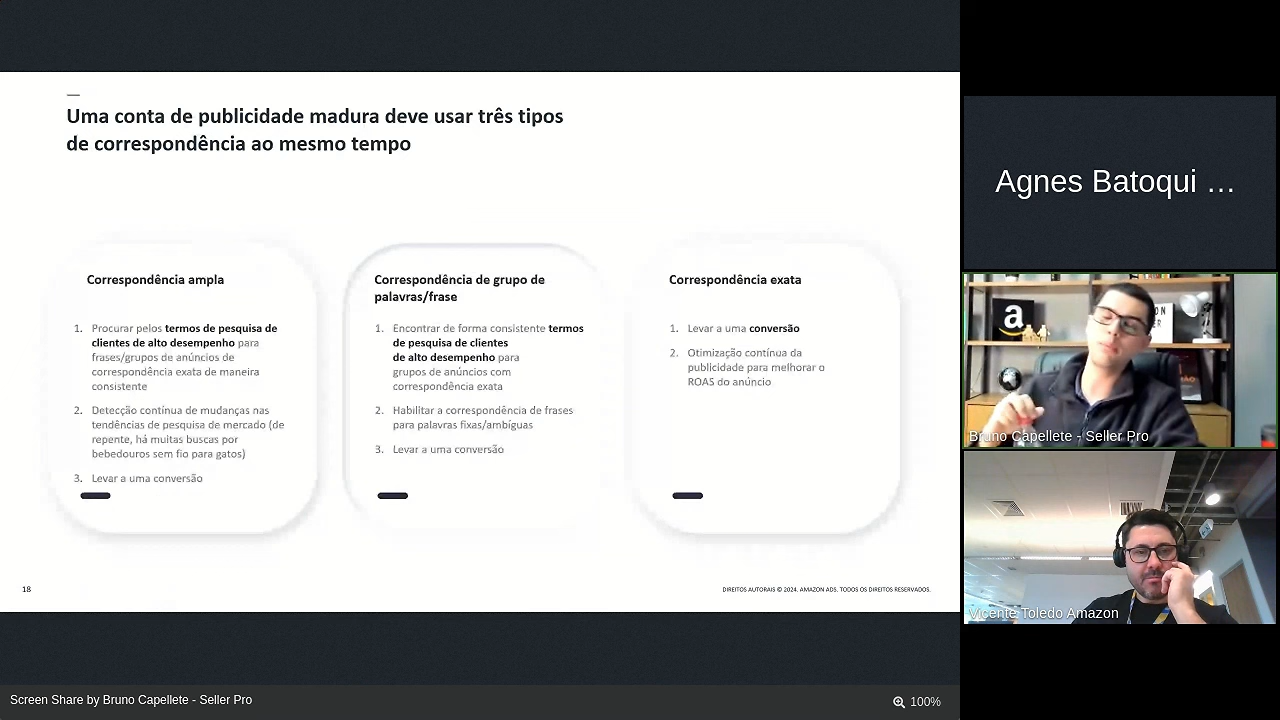 Uma conta de publicidade madura deve usar três tipos
de correspondência ao mesmo tempo
Correspondência ampla
1. Procurar pelos termos de pesquisa de
clientes de alto desempenho para
frases/grupos de anúncios de
correspondência exata de maneira
consistente
2. Detecção contínua de mudanças nas
tendências de pesquisa de mercado (de
repente, há muitas buscas por
bebedouros sem fio para gatos)
3. Levar a uma conversão
Correspondência de grupo de
palavras/frase
1. Encontrar de forma consistente termos
de pesquisa de clientes
de alto desempenho para
grupos de anúncios com
correspondência exata
2. Habilitar a correspondência de frases
para palavras fixas/ambíguas
3. Levar a uma conversão
Correspondência exata
1. Levar a uma conversão
2. Otimização contínua da
publicidade para melhorar o
ROAS do anúncio
18
DIREITOS AUTORAIS © 2024. AMAZON ADS. TODOS OS DIREITOS RESERVADOS.
Screen Share by Bruno Capellete - Seller Pro
100%
Agnes Batoqui ...
a
Bruno Capellete - Seller Pro
Vicente Toledo Amazon